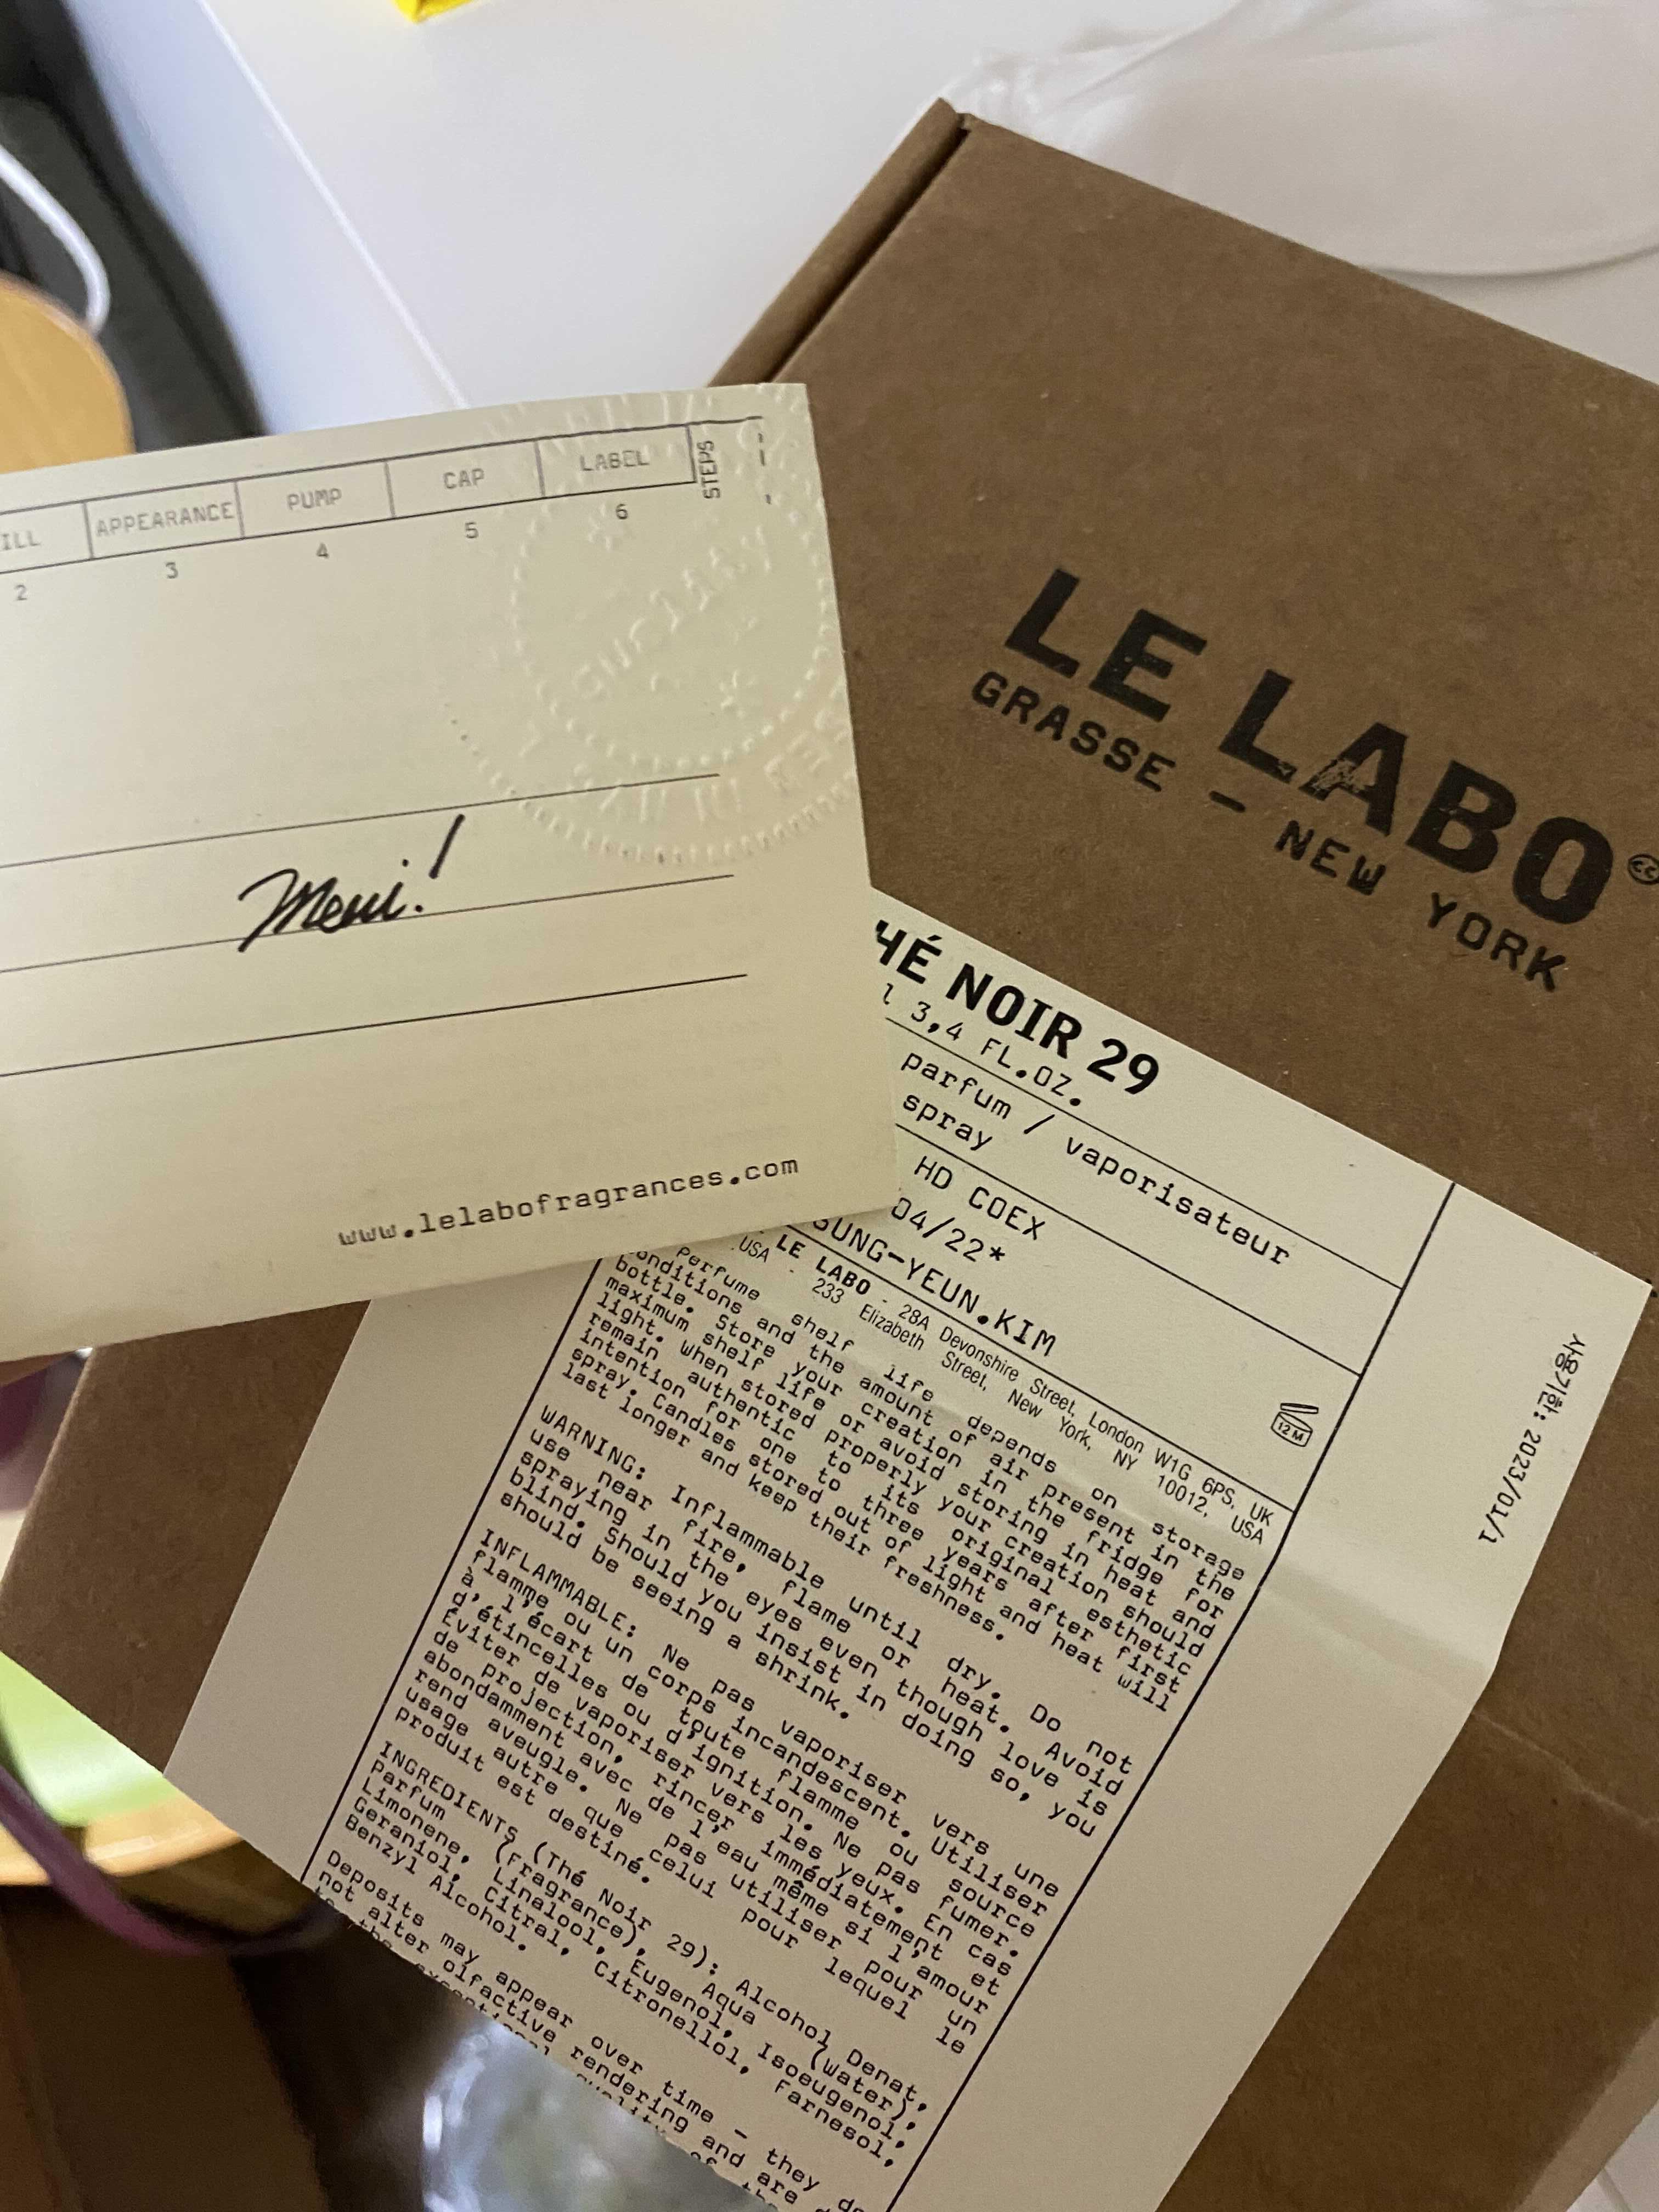 APPEARANCE PUMP CAP LABEL STEPS
2 3 4 5 6
Merci!
www.lelabofragrances.com
LE LABO
GRASSE — NEW YORK
NOIR 29
3,4 FL.OZ.
parfum / vaporisateur
spray
HD COEX
04/22*
SUNG-YEUN.KIM
LE LABO - 28A Devonshire Street, London W1G 6PS, UK
USA - 233 Elizabeth Street, New York, NY 10012, USA
12M
사용기한: 2023/01/1
Perfume shelf life depends on storage
conditions and the amount of air present in the
bottle. Store your creation in the fridge for
maximum shelf life or avoid storing in heat and
light. When stored properly your creation should
remain authentic to its original esthetic
intention for one to three years after first
spray. Candles stored out of light and heat will
last longer and keep their freshness.
WARNING: Inflammable until dry. Do not
use near fire, flame or heat. Avoid
spraying in the eyes even though love is
blind. Should you insist in doing so, you
should be seeing a shrink.
INFLAMMABLE: Ne pas vaporiser vers une
flamme ou un corps incandescent. Utiliser
à l'écart de toute flamme ou source
d'étincelles ou d'ignition. Ne pas fumer.
Éviter de vaporiser vers les yeux. En cas
de projection, rincer immédiatement et
abondamment avec de l'eau même si l'amour
rend aveugle. Ne pas utiliser pour un
usage autre que celui pour lequel le
produit est destiné.
INGREDIENTS (Thé Noir 29): Alcohol Denat,
Parfum (Fragrance), Aqua (Water),
Limonene, Linalool, Eugenol, Isoeugenol,
Geraniol, Citral, Citronellol, Farnesol,
Benzyl Alcohol.
Deposits may appear over time - they do
not alter olfactive rendering and are
the exceptional quality of the